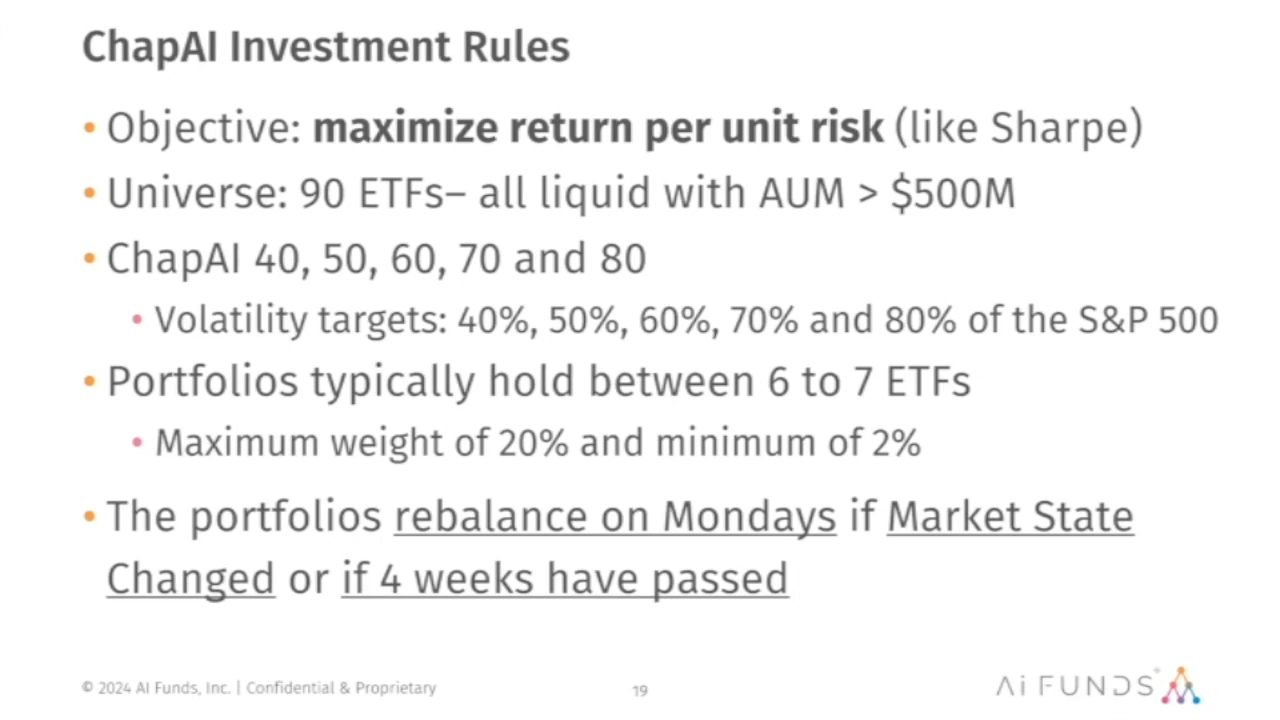 ChapAI Investment Rules
• Objective: maximize return per unit risk (like Sharpe)
• Universe: 90 ETFs– all liquid with AUM > $500M
• ChapAI 40, 50, 60, 70 and 80
• Volatility targets: 40%, 50%, 60%, 70% and 80% of the S&P 500
• Portfolios typically hold between 6 to 7 ETFs
• Maximum weight of 20% and minimum of 2%
• The portfolios rebalance on Mondays if Market State
Changed or if 4 weeks have passed
© 2024 AI Funds, Inc. | Confidential & Proprietary
19
Ai FUNDS